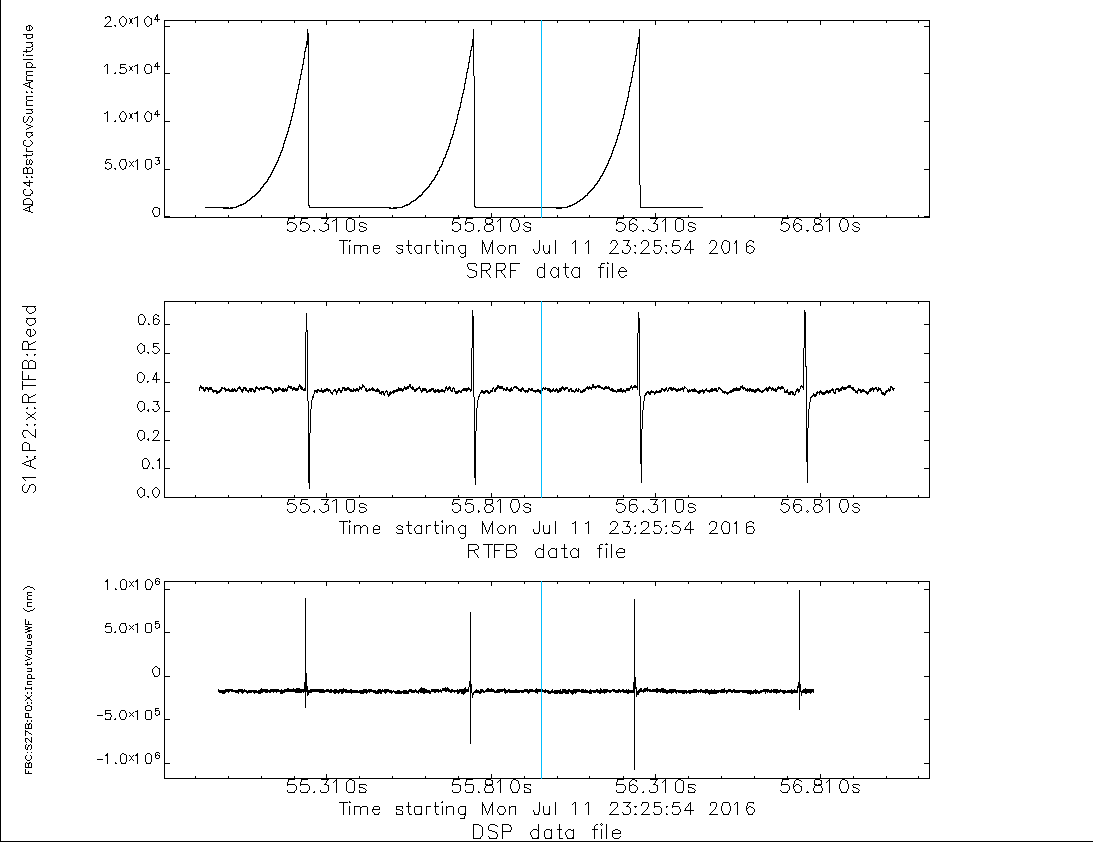 ADC4:BstrCavSum:Amplitude
2.0×10⁴
1.5×10⁴
1.0×10⁴
5.0×10³
0
55.310s 55.810s 56.310s 56.810s
Time starting Mon Jul 11 23:25:54 2016
SRRF data file
S1A:P2:x:RTFB:Read
0.6
0.5
0.4
0.3
0.2
0.1
0.0
55.310s 55.810s 56.310s 56.810s
Time starting Mon Jul 11 23:25:54 2016
RTFB data file
FBC:S27B:P0:X:InputValueWF (nm)
1.0×10⁶
5.0×10⁵
0
-5.0×10⁵
-1.0×10⁶
55.310s 55.810s 56.310s 56.810s
Time starting Mon Jul 11 23:25:54 2016
DSP data file